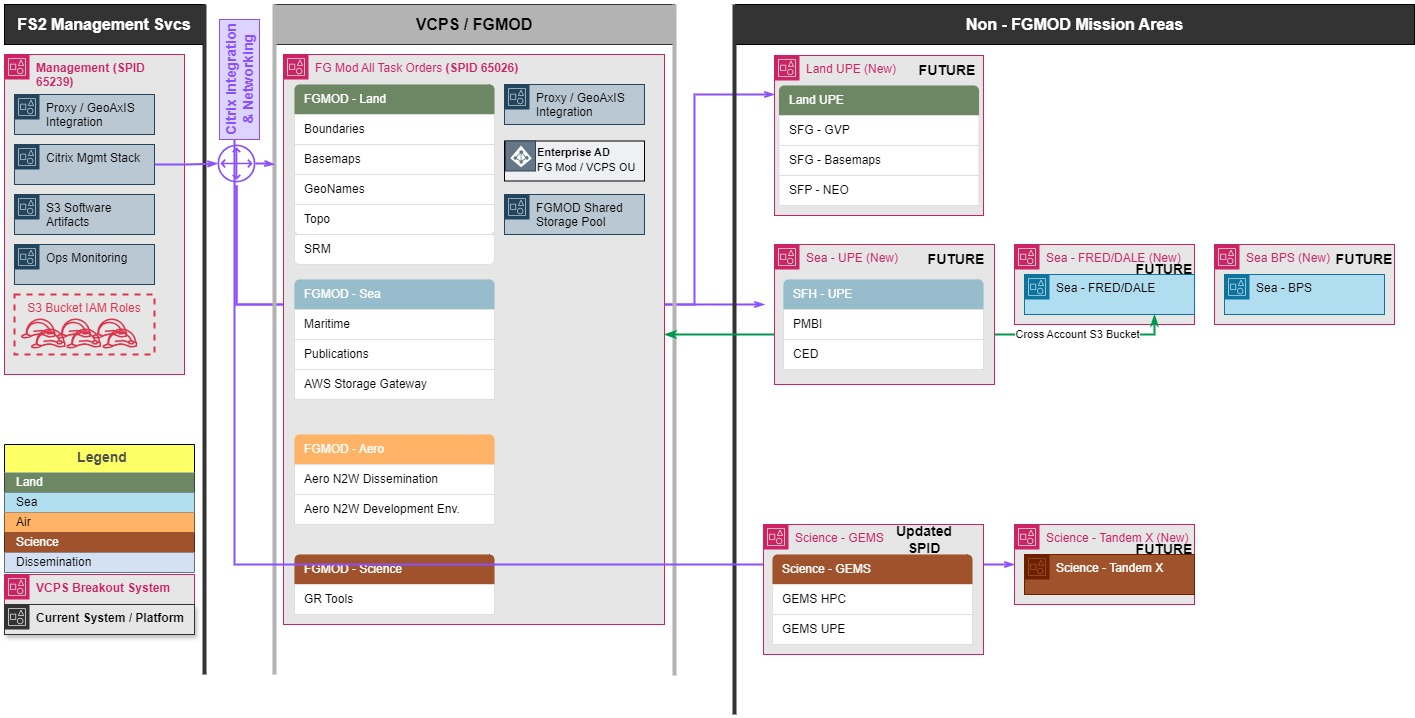 FS2 Management Svcs
Management (SPID
65239)
Proxy / GeoAxIS
Integration
Citrix Mgmt Stack
S3 Software
Artifacts
Ops Monitoring
S3 Bucket IAM Roles
Legend
Land
Sea
Air
Science
Dissemination
VCPS Breakout System
Current System / Platform
Citrix Integration
& Networking
VCPS / FGMOD
FG Mod All Task Orders (SPID 65026)
FGMOD - Land
Boundaries
Basemaps
GeoNames
Topo
SRM
Proxy / GeoAxIS
Integration
Enterprise AD
FG Mod / VCPS OU
FGMOD Shared
Storage Pool
FGMOD - Sea
Maritime
Publications
AWS Storage Gateway
FGMOD - Aero
Aero N2W Dissemination
Aero N2W Development Env.
FGMOD - Science
GR Tools
Non - FGMOD Mission Areas
Land UPE (New)
FUTURE
Land UPE
SFG - GVP
SFG - Basemaps
SFP - NEO
Sea - UPE (New)
FUTURE
SFH - UPE
PMBI
CED
Sea - FRED/DALE (New)
FUTURE
Sea - FRED/DALE
Cross Account S3 Bucket
Sea BPS (New)
FUTURE
Sea - BPS
Science - GEMS
Updated
SPID
Science - GEMS
GEMS HPC
GEMS UPE
Science - Tandem X (New)
FUTURE
Science - Tandem X